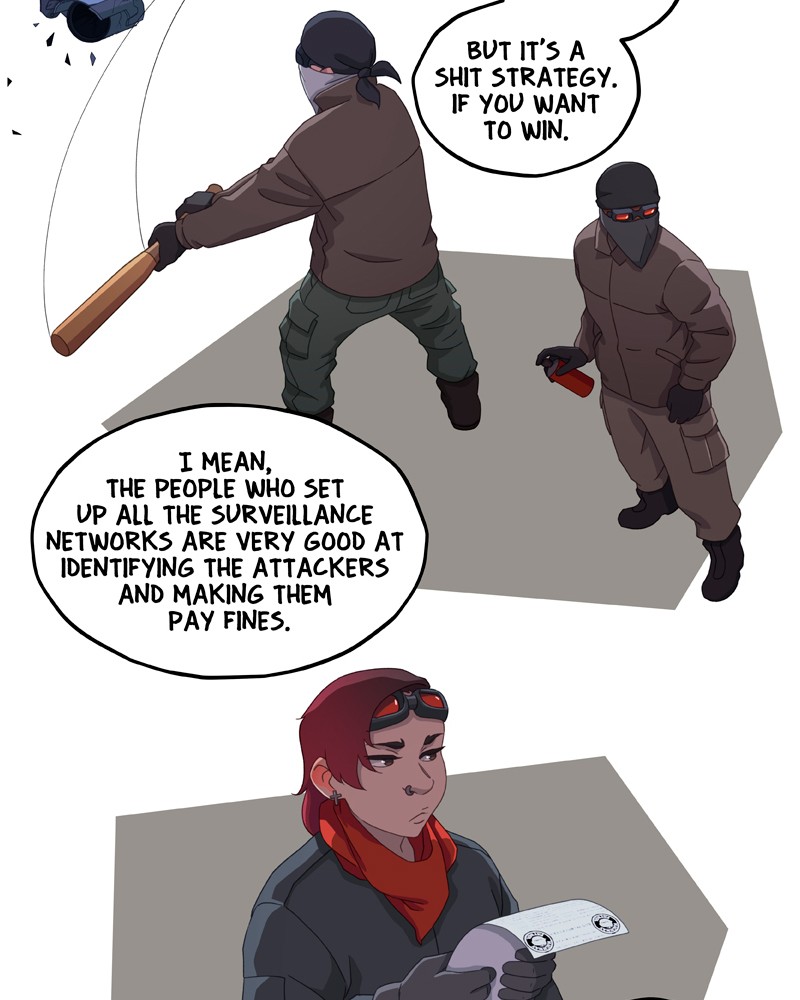 BUT IT'S A
SHIT STRATEGY.
IF YOU WANT
TO WIN.
I MEAN,
THE PEOPLE WHO SET
UP ALL THE SURVEILLANCE
NETWORKS ARE VERY GOOD AT
IDENTIFYING THE ATTACKERS
AND MAKING THEM
PAY FINES.